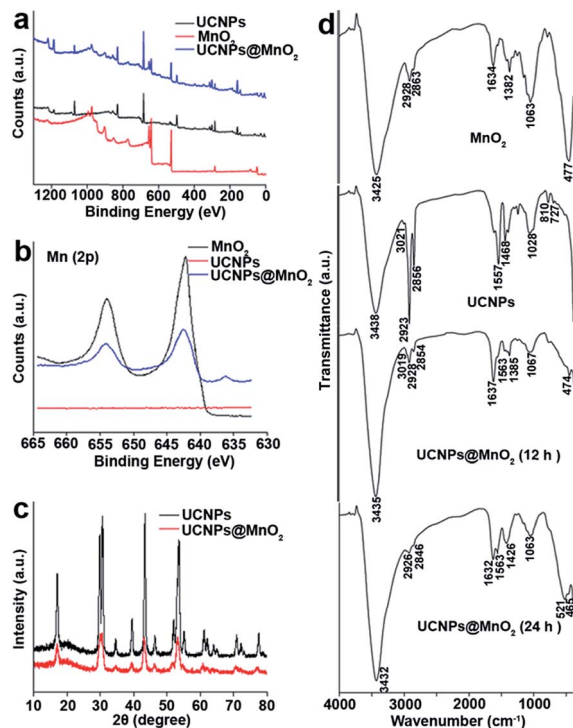 a
UCNPs
MnO₂
UCNPs@MnO₂
Counts (a.u.)
1200 1000 800 600 400 200 0
Binding Energy (eV)
b
Mn (2p)
MnO₂
UCNPs
UCNPs@MnO₂
Counts (a.u.)
665 660 655 650 645 640 635 630
Binding Energy (eV)
c
UCNPs
UCNPs@MnO₂
Intensity (a.u.)
10 20 30 40 50 60 70 80
2θ (degree)
d
3425
2928
2863
1634
1382
1063
477
MnO₂
3438
3021
2923
2856
1557
1468
1028
810
727
UCNPs
3435
3019
2928
2854
1637
1563
1385
1067
474
UCNPs@MnO₂ (12 h )
3432
2926
2846
1632
1563
1426
1063
521
465
UCNPs@MnO₂ (24 h )
Transmittance (a.u.)
4000 3000 2000 1000
Wavenumber (cm⁻¹)